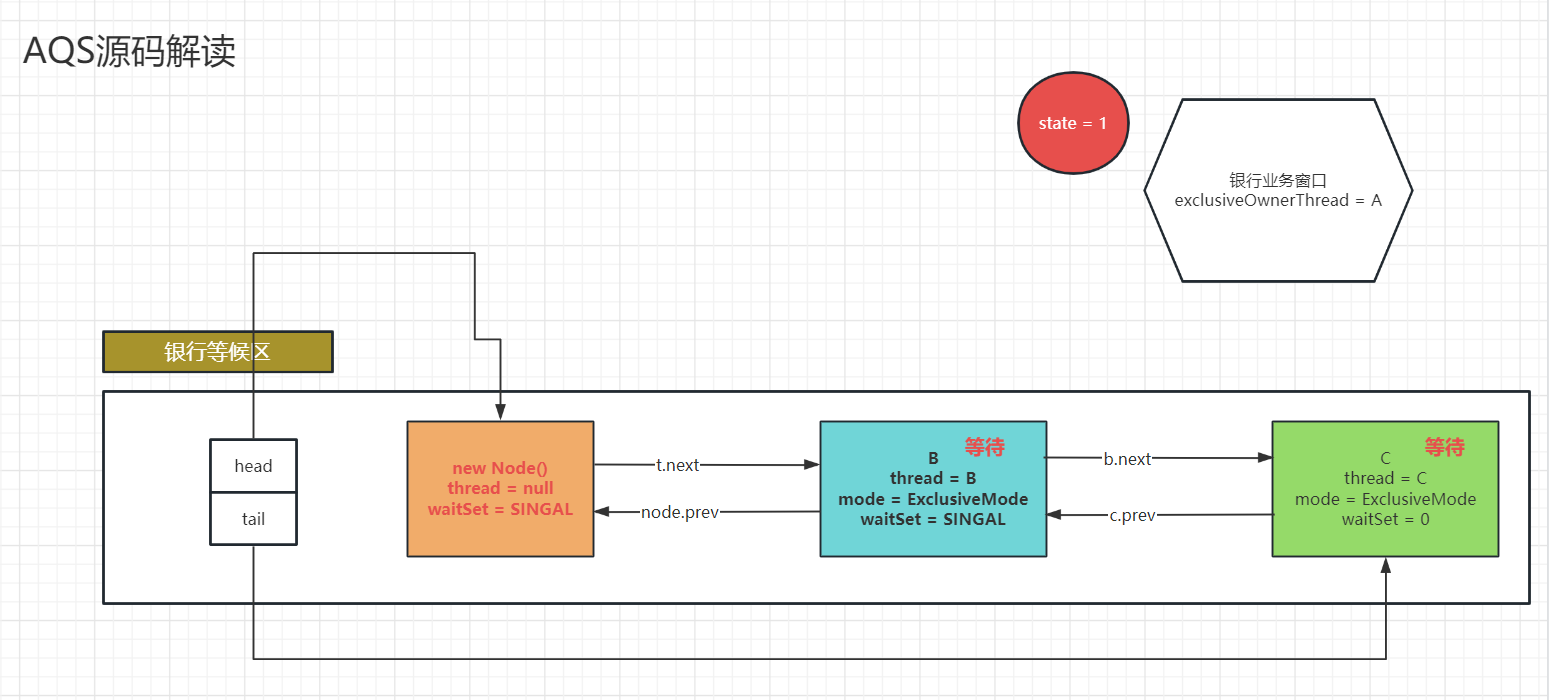 AQS源码解读
state = 1
银行业务窗口
exclusiveOwnerThread = A
银行等候区
head
tail
new Node()
thread = null
waitSet = SINGAL
t.next
node.prev
等待
B
thread = B
mode = ExclusiveMode
waitSet = SINGAL
b.next
c.prev
等待
C
thread = C
mode = ExclusiveMode
waitSet = 0